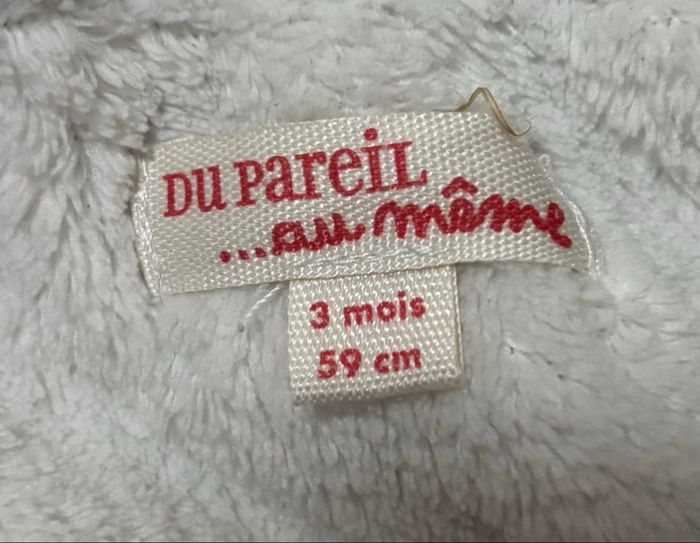 DU PareiL
...au même
3 mois
59 cm